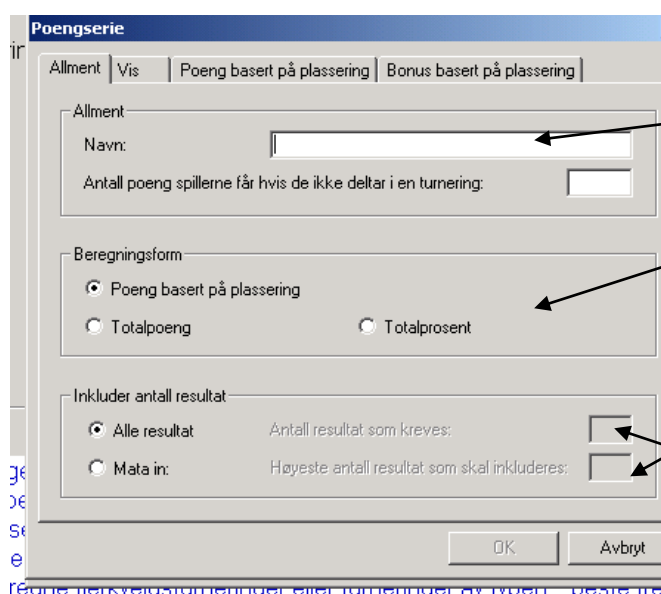 Poengserie
Allment Vis Poeng basert på plassering Bonus basert på plassering
Allment
Navn:
Antall poeng spillerne får hvis de ikke deltar i en turnering:
Beregningsform
Poeng basert på plassering
Totalpoeng Totalprosent
Inkluder antall resultat
Alle resultat Antall resultat som kreves:
Mata in: Høyeste antall resultat som skal inkluderes:
OK Avbryt